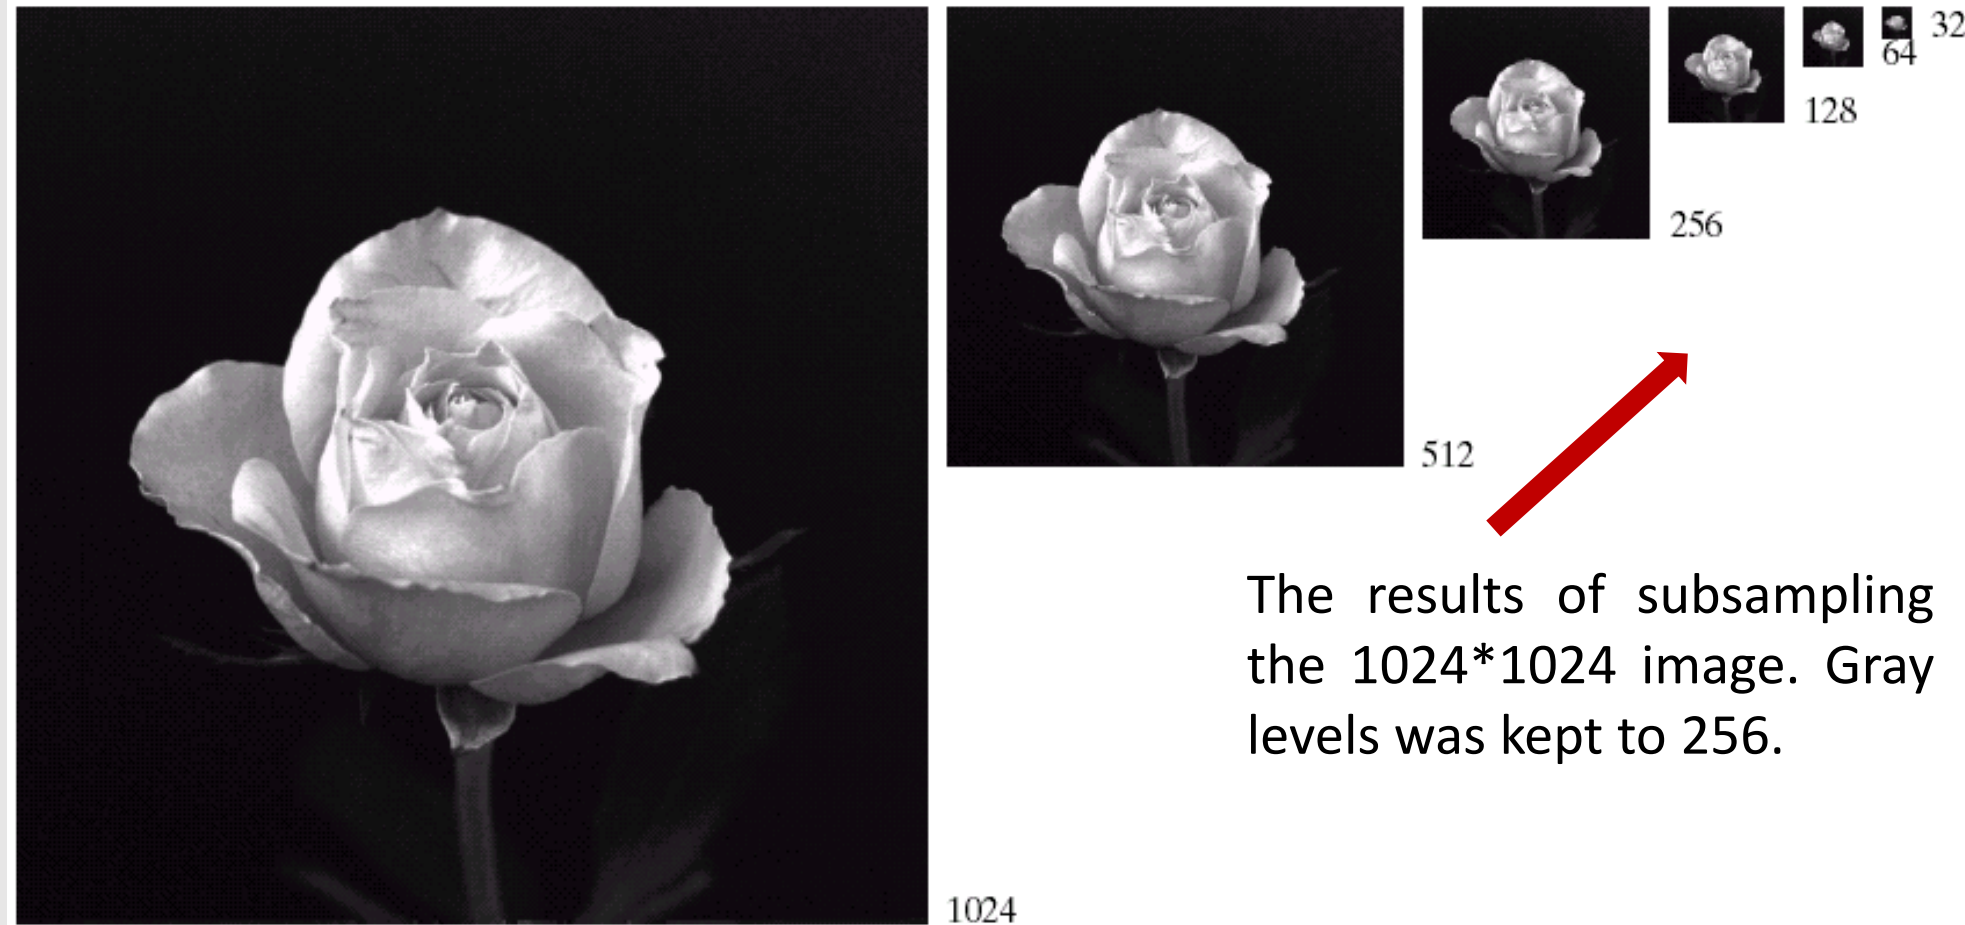 32
64
128
256
512
The results of subsampling
the 1024*1024 image. Gray
levels was kept to 256.
1024